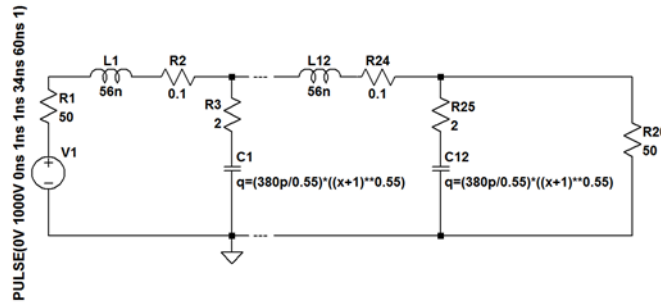 PULSE(0V 1000V 0ns 1ns 1ns 34ns 60ns 1)
L1
56n
R2
0.1
L12
56n
R24
0.1
R1
50
R3
2
R25
2
V1
C1
q=(380p/0.55)*((x+1)**0.55)
C12
q=(380p/0.55)*((x+1)**0.55)
50